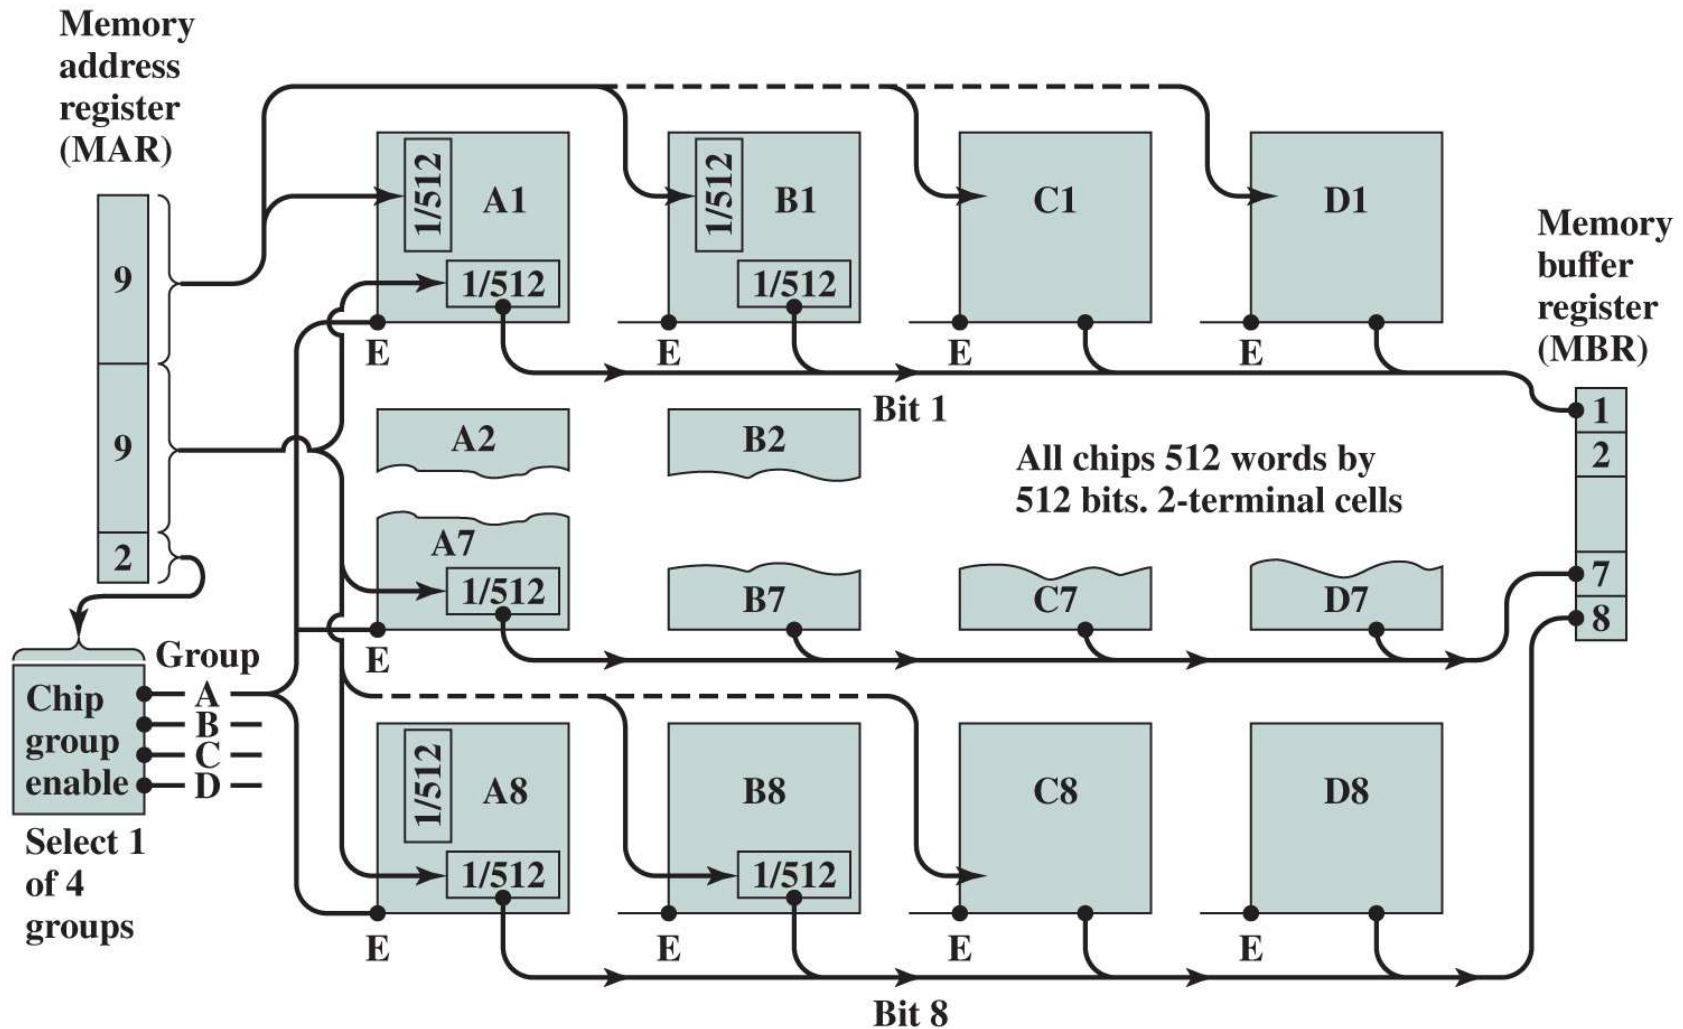 Memory
address
register
(MAR)
9
9
2
1/512
A1
1/512
E
1/512
B1
1/512
E
C1
E
D1
E
Bit 1
Memory
buffer
register
(MBR)
1
2
7
8
A2
B2
All chips 512 words by
512 bits. 2-terminal cells
A7
1/512
E
B7
C7
D7
Group
A
B
C
D
Chip
group
enable
Select 1
of 4
groups
1/512
A8
1/512
E
B8
1/512
E
C8
E
D8
E
Bit 8